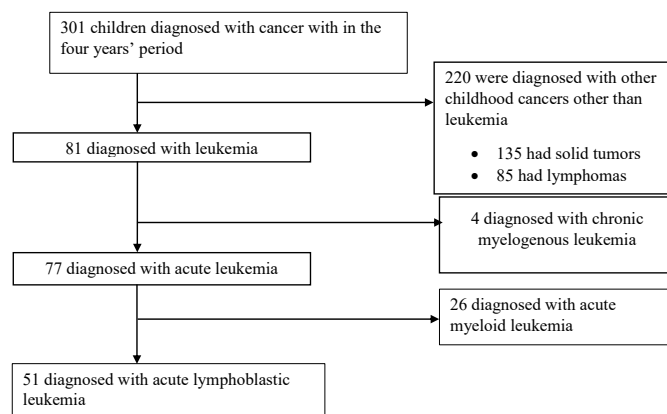 301 children diagnosed with cancer with in the
four years’ period
220 were diagnosed with other
childhood cancers other than
leukemia
• 135 had solid tumors
• 85 had lymphomas
81 diagnosed with leukemia
4 diagnosed with chronic
myelogenous leukemia
77 diagnosed with acute leukemia
26 diagnosed with acute
myeloid leukemia
51 diagnosed with acute lymphoblastic
leukemia